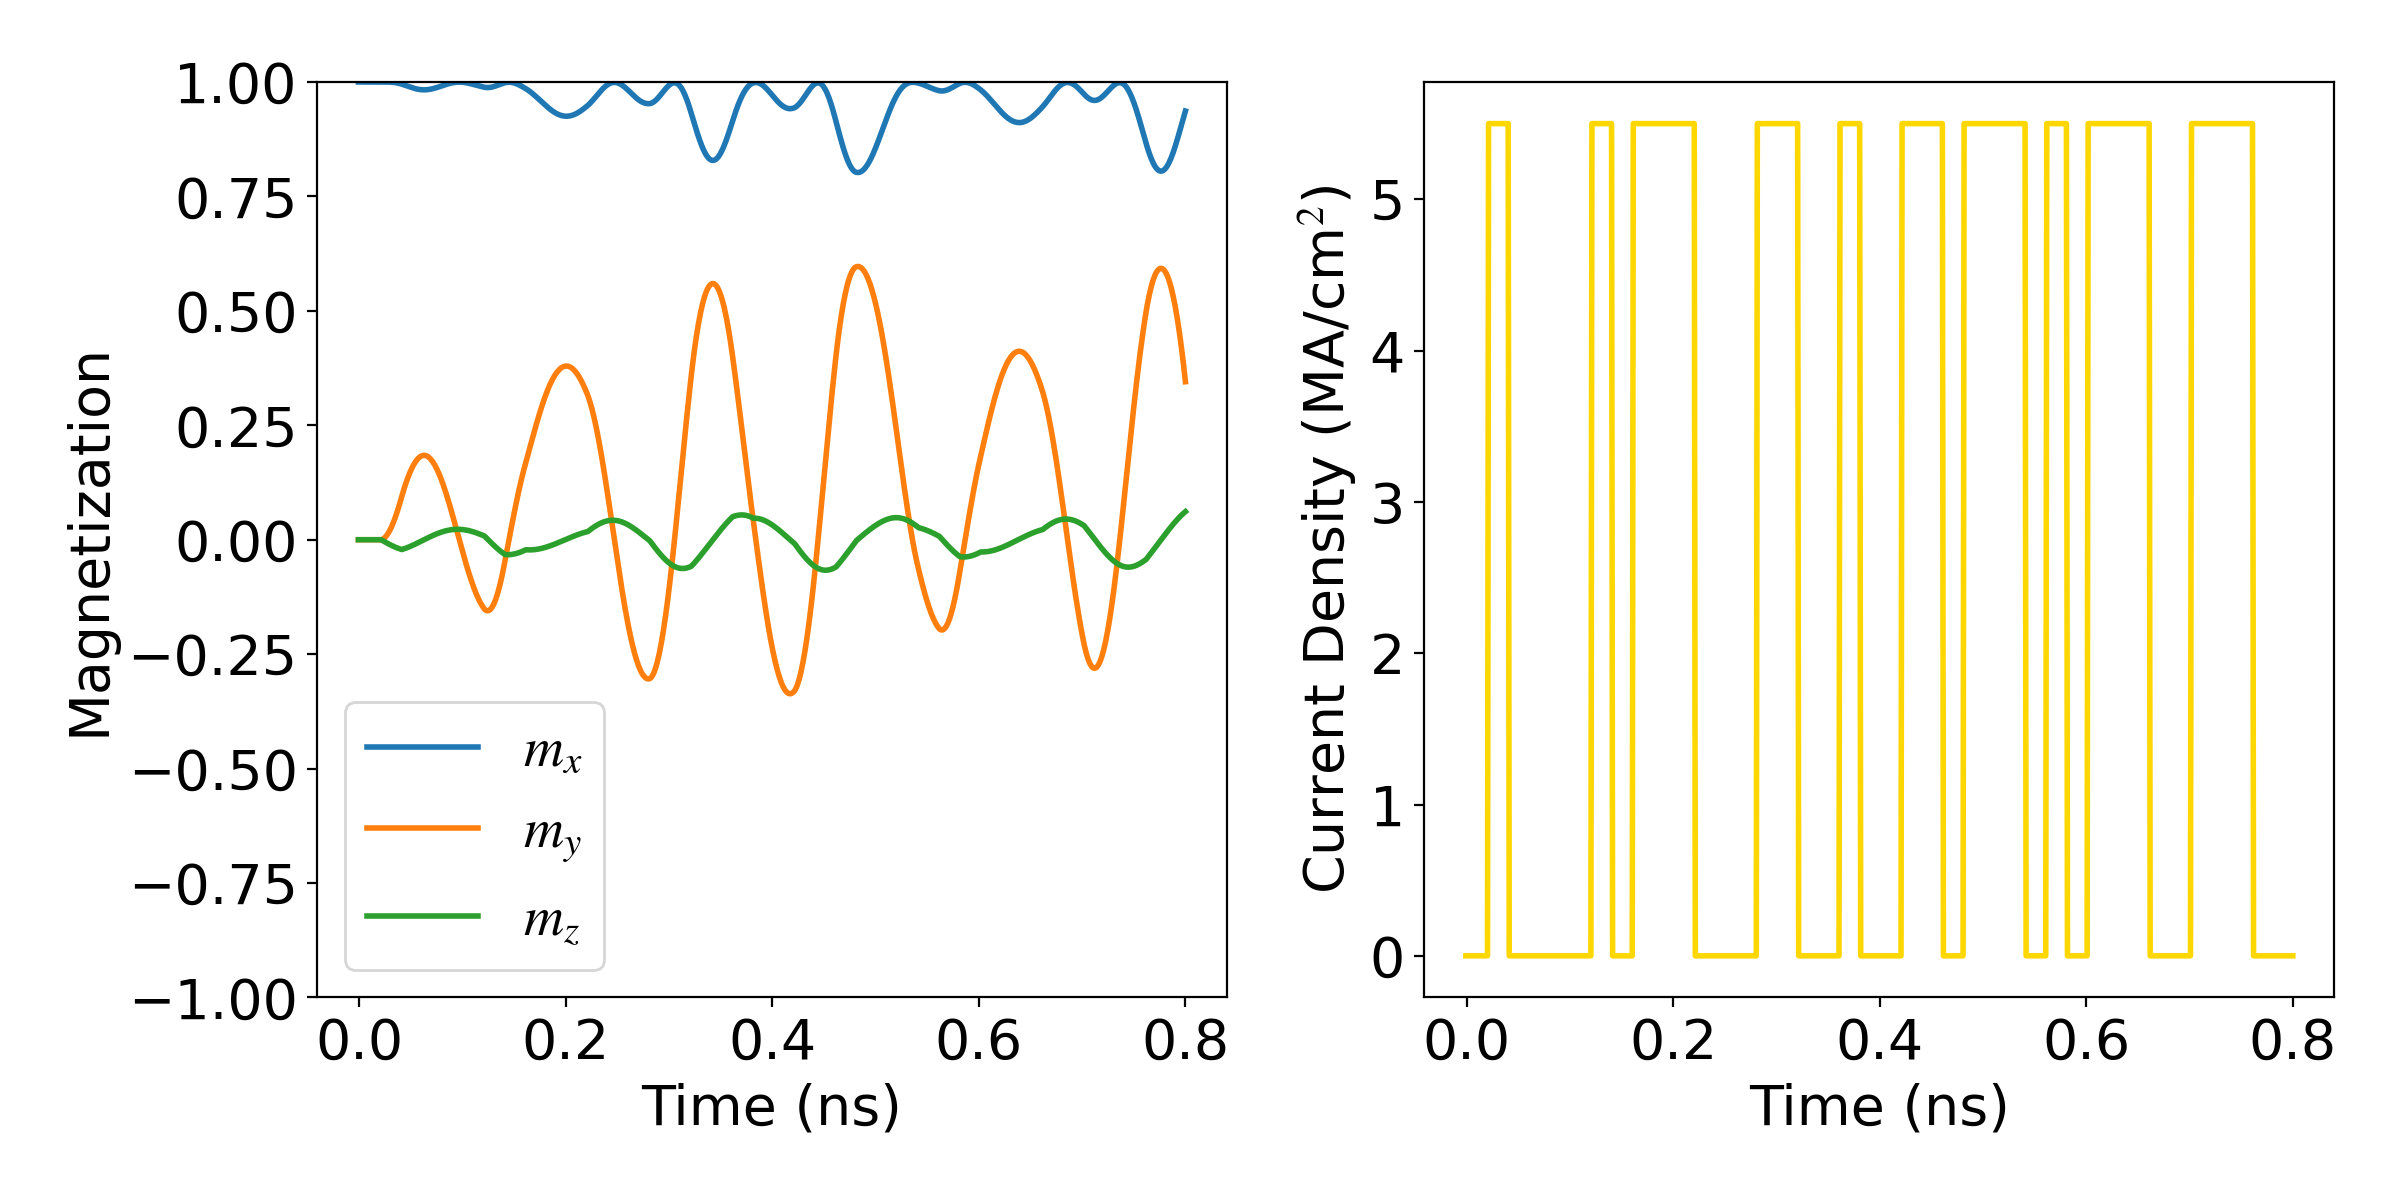 1.00
0.75
0.50
0.25
0.00
−0.25
−0.50
−0.75
−1.00
Magnetization
m_x
m_y
m_z
0.0 0.2 0.4 0.6 0.8
Time (ns)
5
4
3
2
1
0
Current Density (MA/cm²)
0.0 0.2 0.4 0.6 0.8
Time (ns)